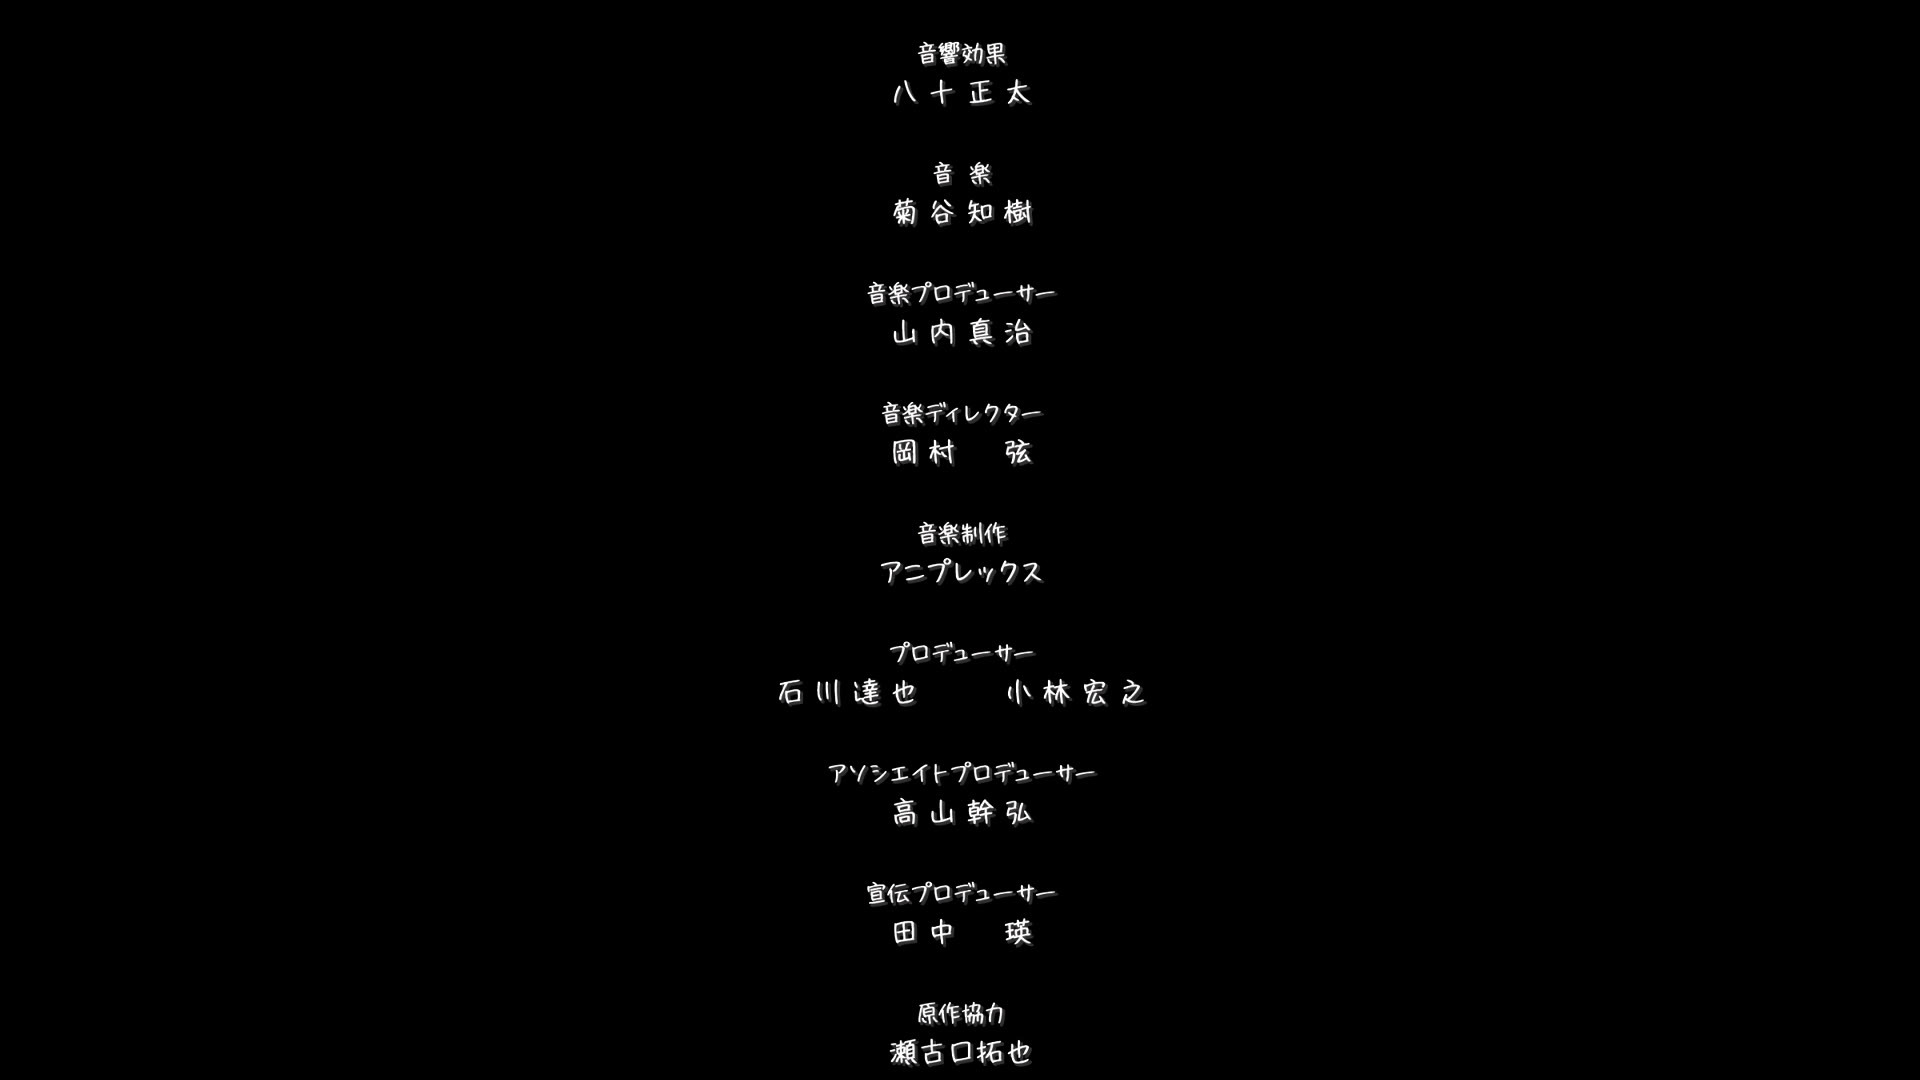 音響効果
八十正太
音楽
菊谷知樹
音楽プロデューサー
山内真治
音楽ディレクター
岡村 弦
音楽制作
アニプレックス
プロデューサー
石川達也 小林宏之
アソシエイトプロデューサー
高山幹弘
宣伝プロデューサー
田中 瑛
原作協力
瀬古口拓也